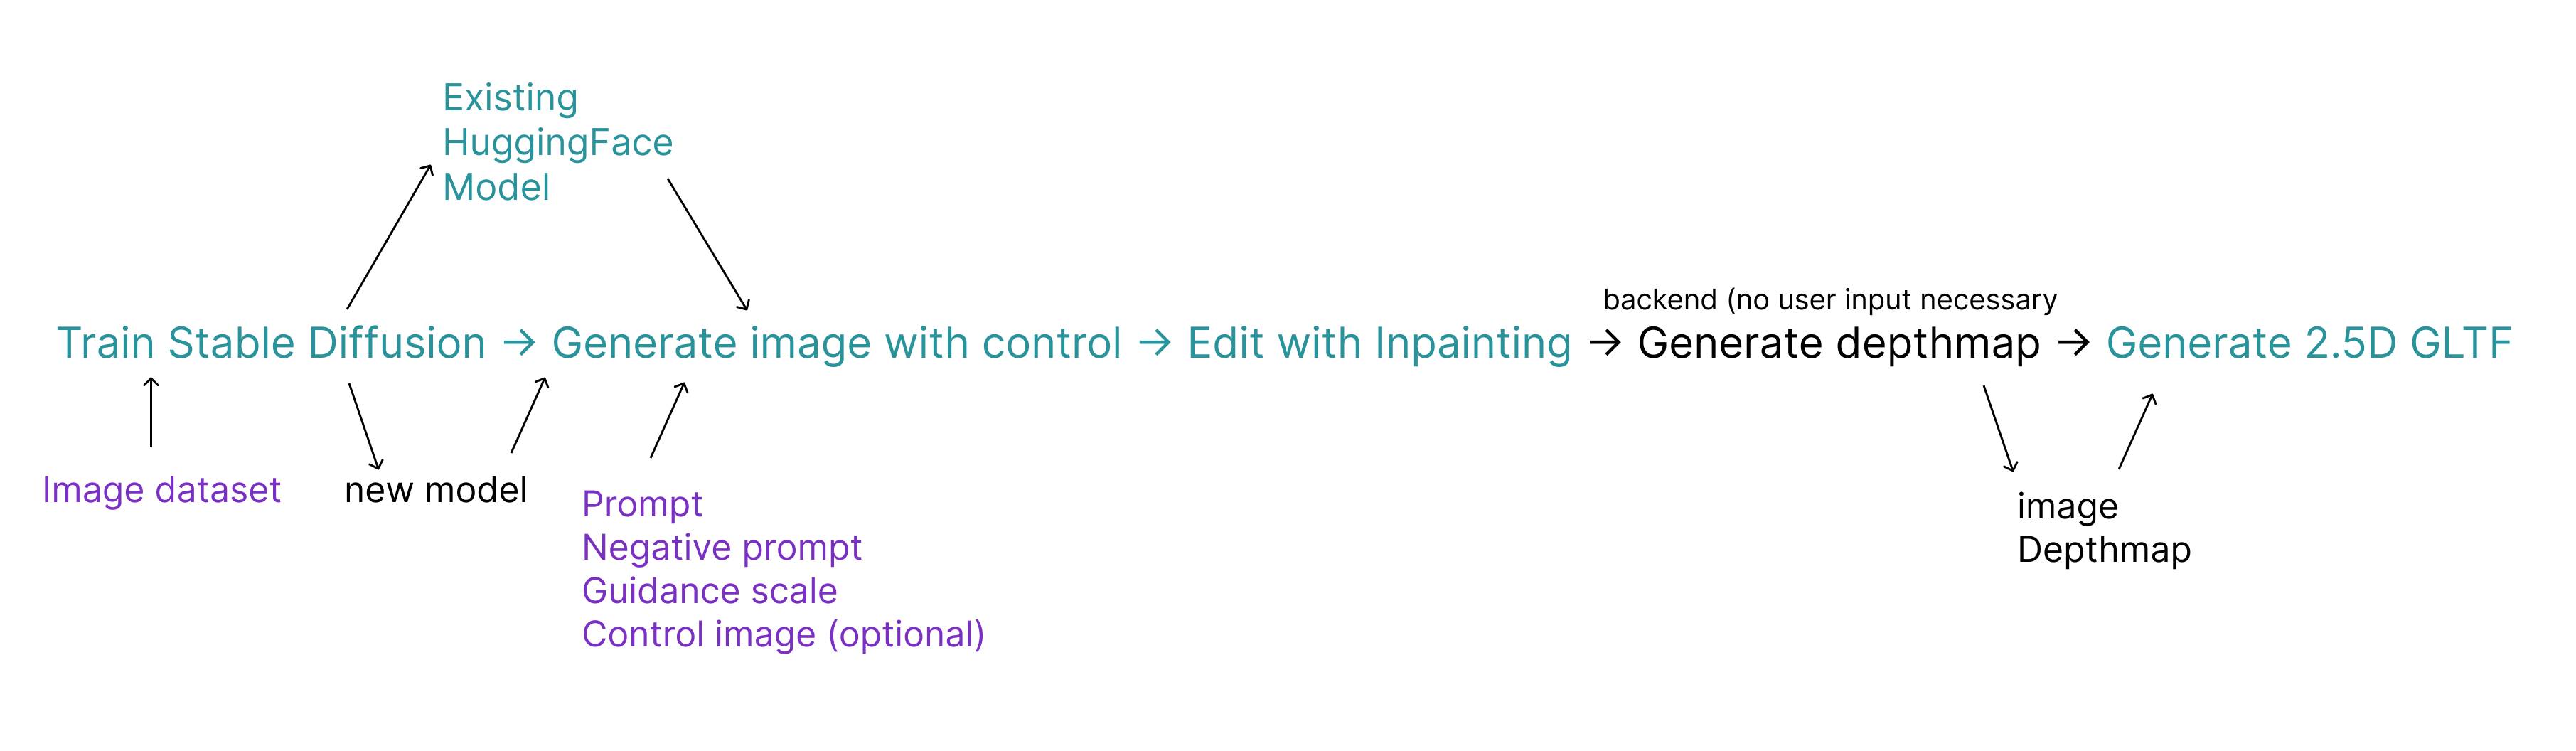 Existing
HuggingFace
Model
backend (no user input necessary
Train Stable Diffusion → Generate image with control → Edit with Inpainting → Generate depthmap → Generate 2.5D GLTF
Image dataset
new model
Prompt
Negative prompt
Guidance scale
Control image (optional)
image
Depthmap